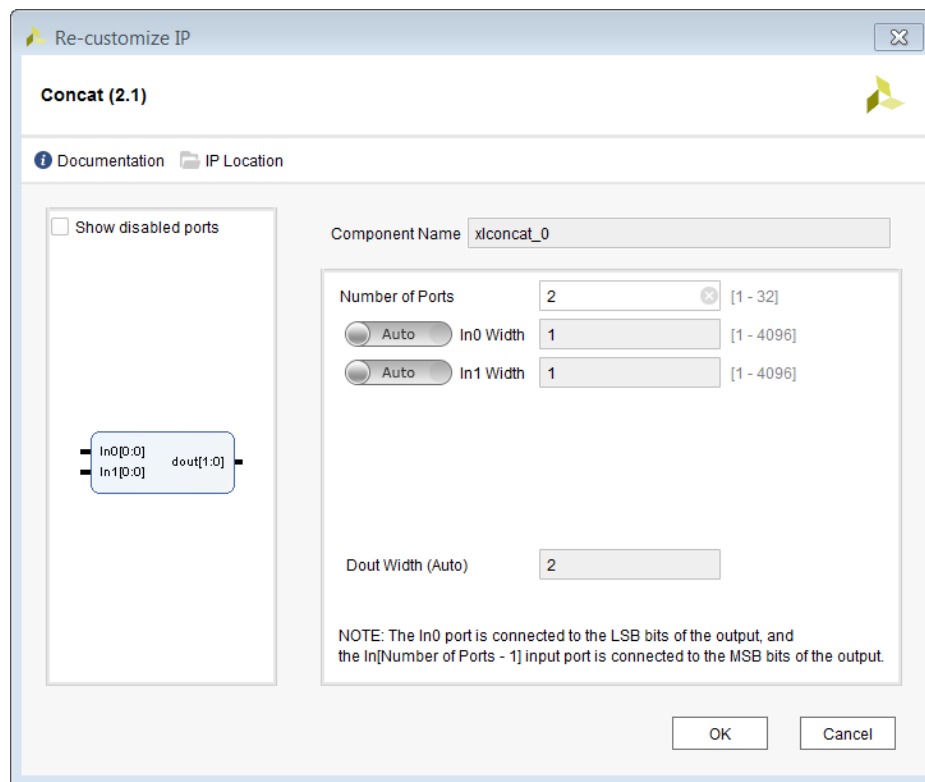 Re-customize IP
Concat (2.1)
Documentation IP Location
Show disabled ports
In0[0:0]
In1[0:0]
dout[1:0]
Component Name xlconcat_0
Number of Ports 2 [1 - 32]
Auto In0 Width 1 [1 - 4096]
Auto In1 Width 1 [1 - 4096]
Dout Width (Auto) 2
NOTE: The In0 port is connected to the LSB bits of the output, and
the In[Number of Ports - 1] input port is connected to the MSB bits of the output.
OK Cancel